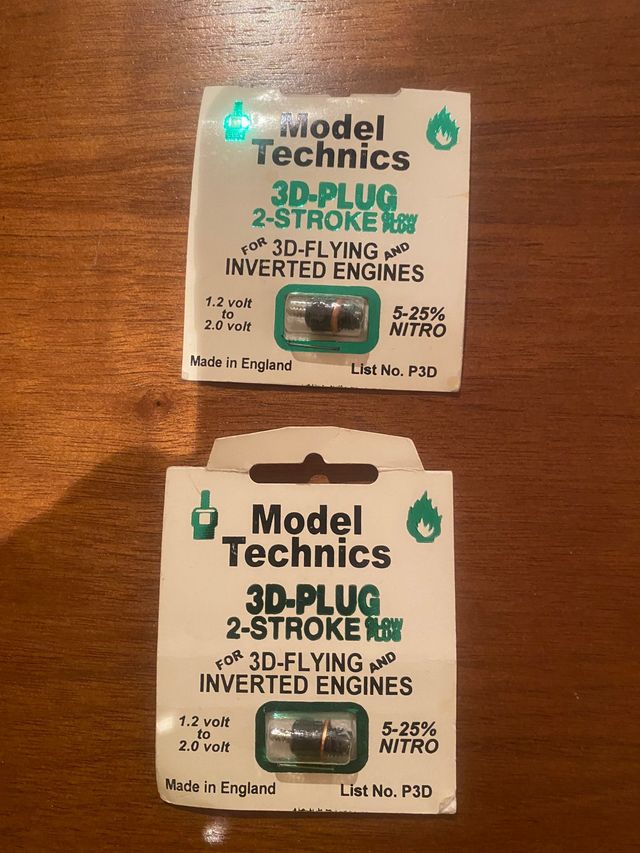 Model
Technics
3D-PLUG
2-STROKE GLOW PLUG
FOR 3D-FLYING AND
INVERTED ENGINES
1.2 volt
to
2.0 volt
5-25%
NITRO
Made in England
List No. P3D
Model
Technics
3D-PLUG
2-STROKE GLOW PLUG
FOR 3D-FLYING AND
INVERTED ENGINES
1.2 volt
to
2.0 volt
5-25%
NITRO
Made in England
List No. P3D